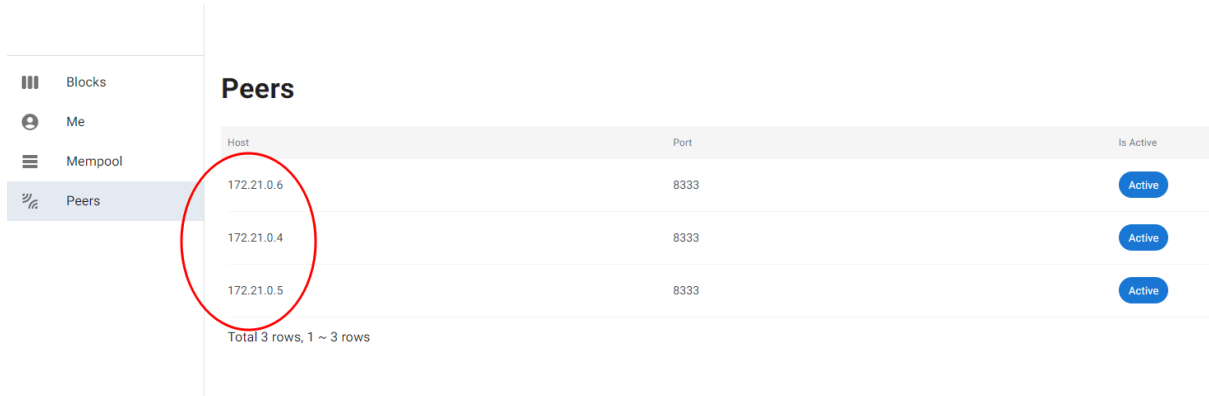 Blocks
Me
Mempool
Peers
Peers
Host Port Is Active
172.21.0.6 8333 Active
172.21.0.4 8333 Active
172.21.0.5 8333 Active
Total 3 rows, 1 ~ 3 rows